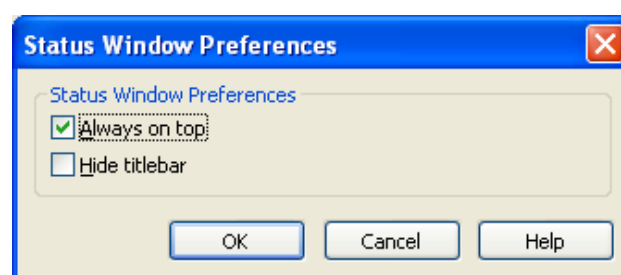 Status Window Preferences
Status Window Preferences
Always on top
Hide titlebar
OK Cancel Help